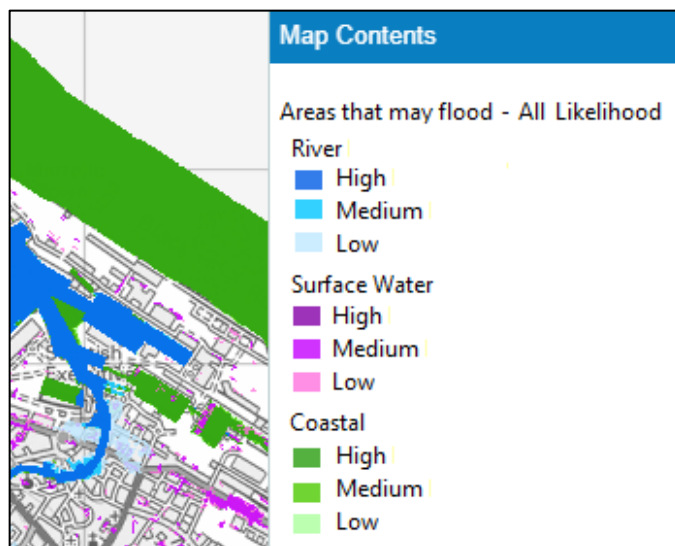 Map Contents
Areas that may flood - All Likelihood
River
High
Medium
Low
Surface Water
High
Medium
Low
Coastal
High
Medium
Low